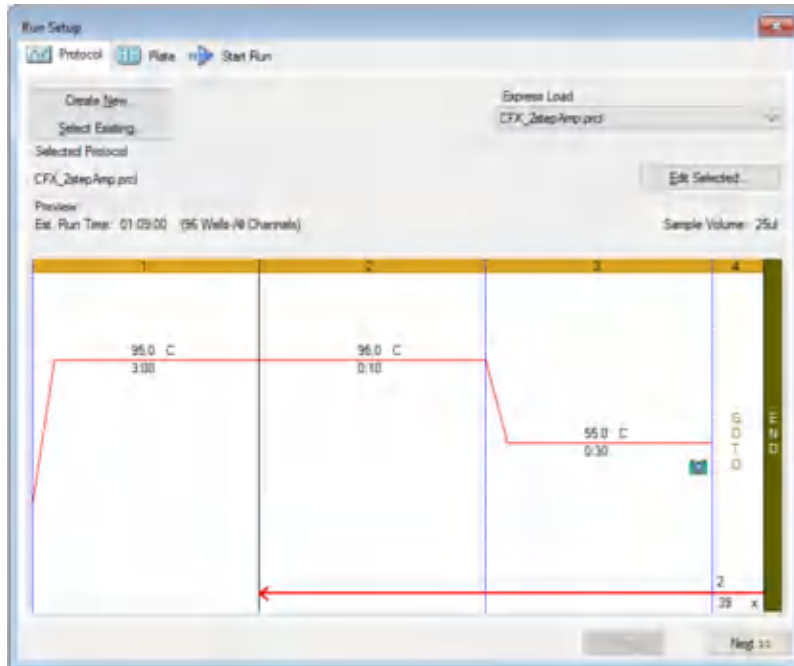 Run Setup
Protocol Plate Start Run
Create New...
Express Load
Select Existing...
CFX_2stepAmp.prcl
Selected Protocol
CFX_2stepAmp.prcl
Edit Selected...
Preview
Est. Run Time: 01:09:00 (96 Wells-All Channels)
Sample Volume: 25ul
1 2 3 4
95.0 C
3:00
95.0 C
0:10
55.0 C
0:30
GOTO
END
2
39 x
Next >>